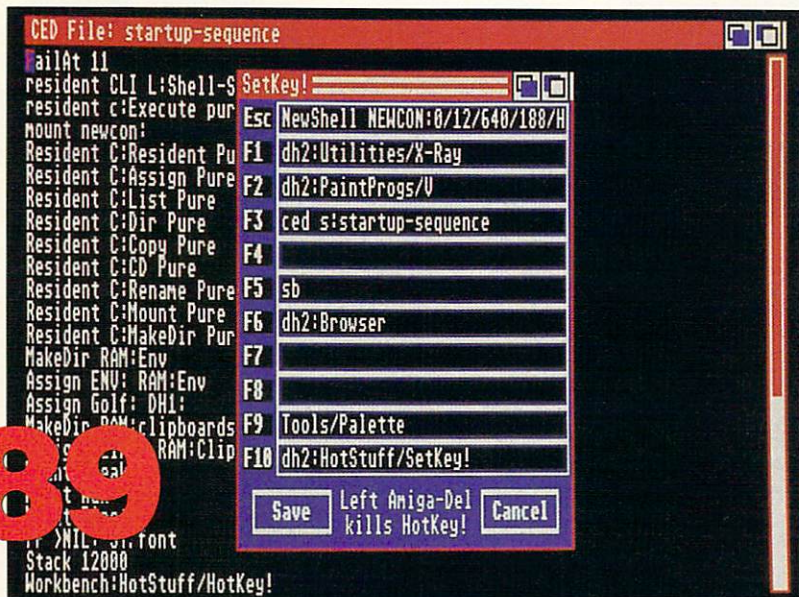 CED File: startup-sequence
FailAt 11
resident CLI L:Shell-S
resident c:Execute pur
mount newcon:
Resident C:Resident Pu
Resident C:Assign Pure
Resident C:List Pure
Resident C:Dir Pure
Resident C:Copy Pure
Resident C:CD Pure
Resident C:Rename Pure
Resident C:Mount Pure
Resident C:MakeDir Pur
MakeDir RAM:Env
Assign ENV: RAM:Env
Assign Golf: DH1:
MakeDir RAM:clipboards
RAM:Clip
>NIL:
Stack 12000
Workbench:HotStuff/HotKey!
SetKey!
Esc NewShell NEWCON:0/12/640/188/H
F1 dh2:Utilities/X-Ray
F2 dh2:PaintProgs/V
F3 ced s:startup-sequence
F4
F5 sb
F6 dh2:Browser
F7
F8
F9 Tools/Palette
F10 dh2:HotStuff/SetKey!
Save Left Amiga-Del kills HotKey! Cancel
89